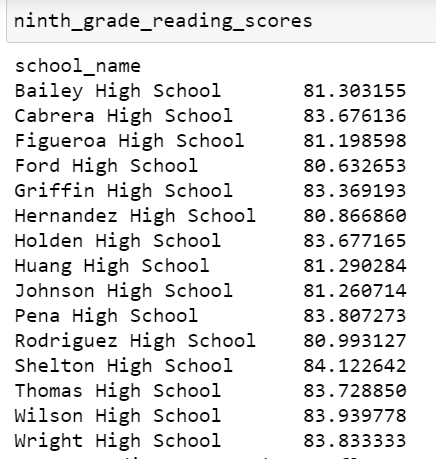 ninth_grade_reading_scores
school_name
Bailey High School 81.303155
Cabrera High School 83.676136
Figueroa High School 81.198598
Ford High School 80.632653
Griffin High School 83.369193
Hernandez High School 80.866860
Holden High School 83.677165
Huang High School 81.290284
Johnson High School 81.260714
Pena High School 83.807273
Rodriguez High School 80.993127
Shelton High School 84.122642
Thomas High School 83.728850
Wilson High School 83.939778
Wright High School 83.833333